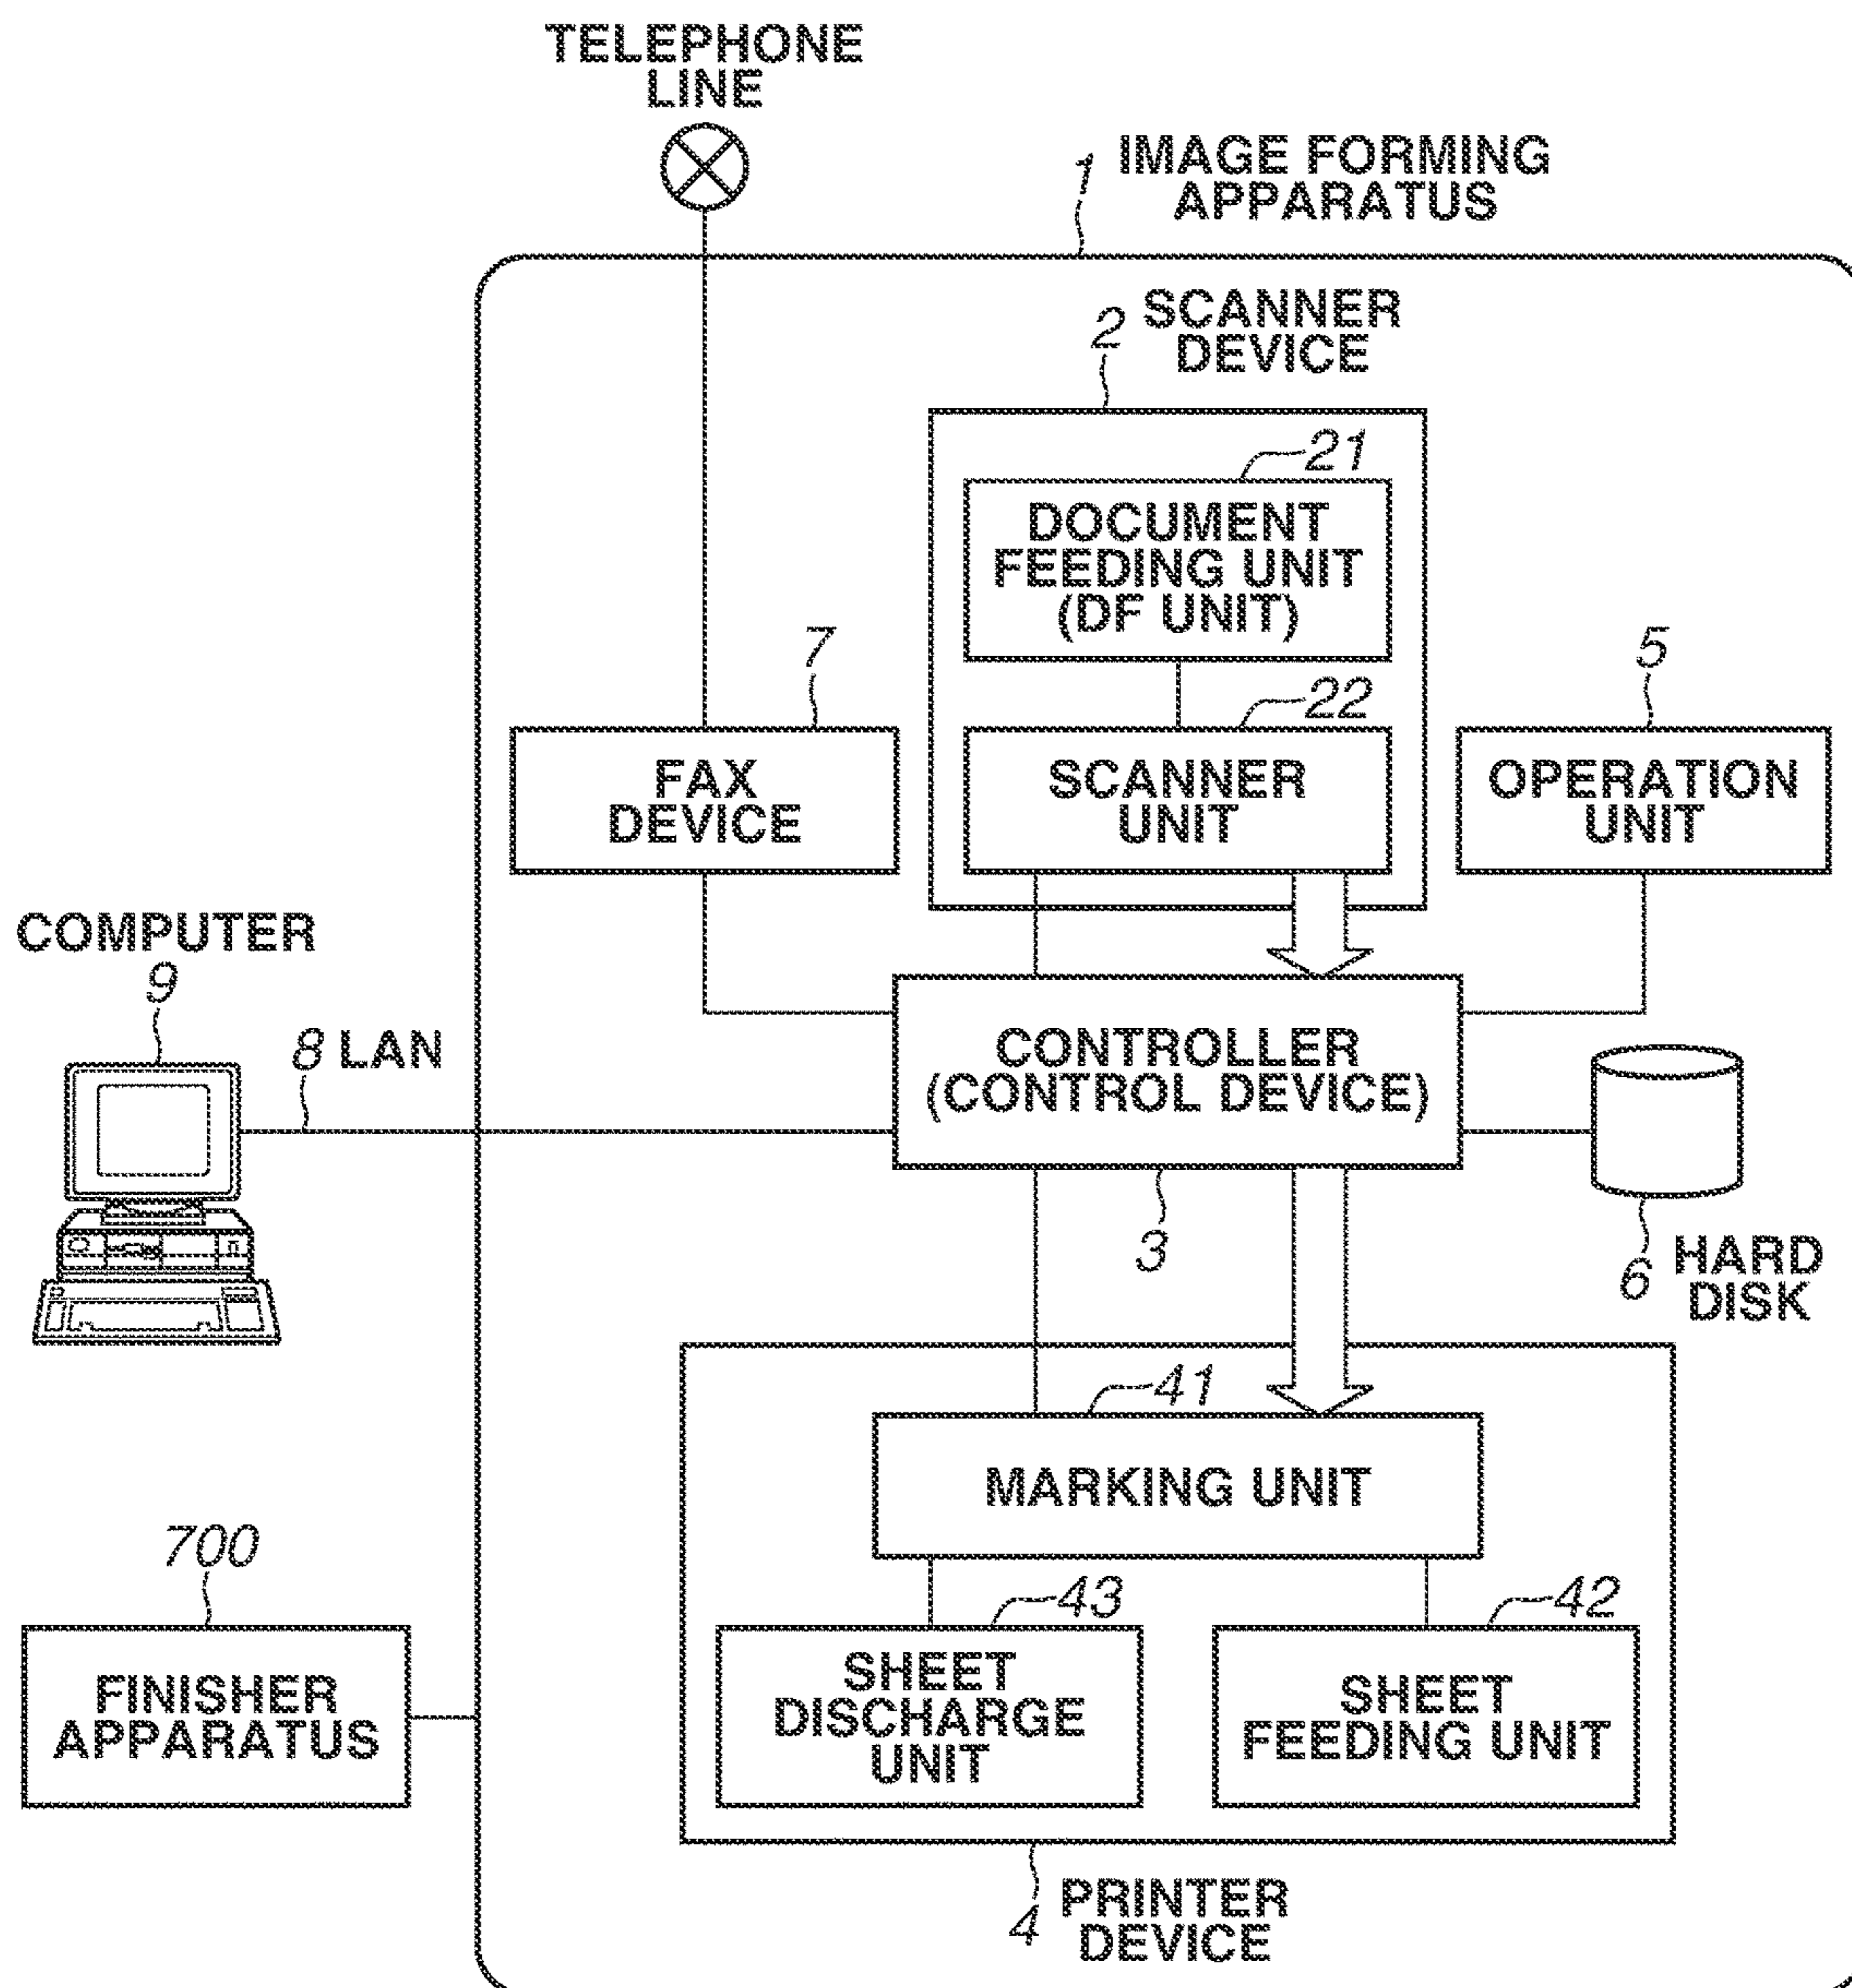 TELEPHONE
LINE
1 IMAGE FORMING
APPARATUS
2 SCANNER
DEVICE
21
DOCUMENT
FEEDING UNIT
(DF UNIT)
7
22
5
FAX
DEVICE
SCANNER
UNIT
OPERATION
UNIT
COMPUTER
9
8 LAN
CONTROLLER
(CONTROL DEVICE)
3
6 HARD
DISK
41
MARKING UNIT
700
43
42
FINISHER
APPARATUS
SHEET
DISCHARGE
UNIT
SHEET
FEEDING UNIT
4 PRINTER
DEVICE